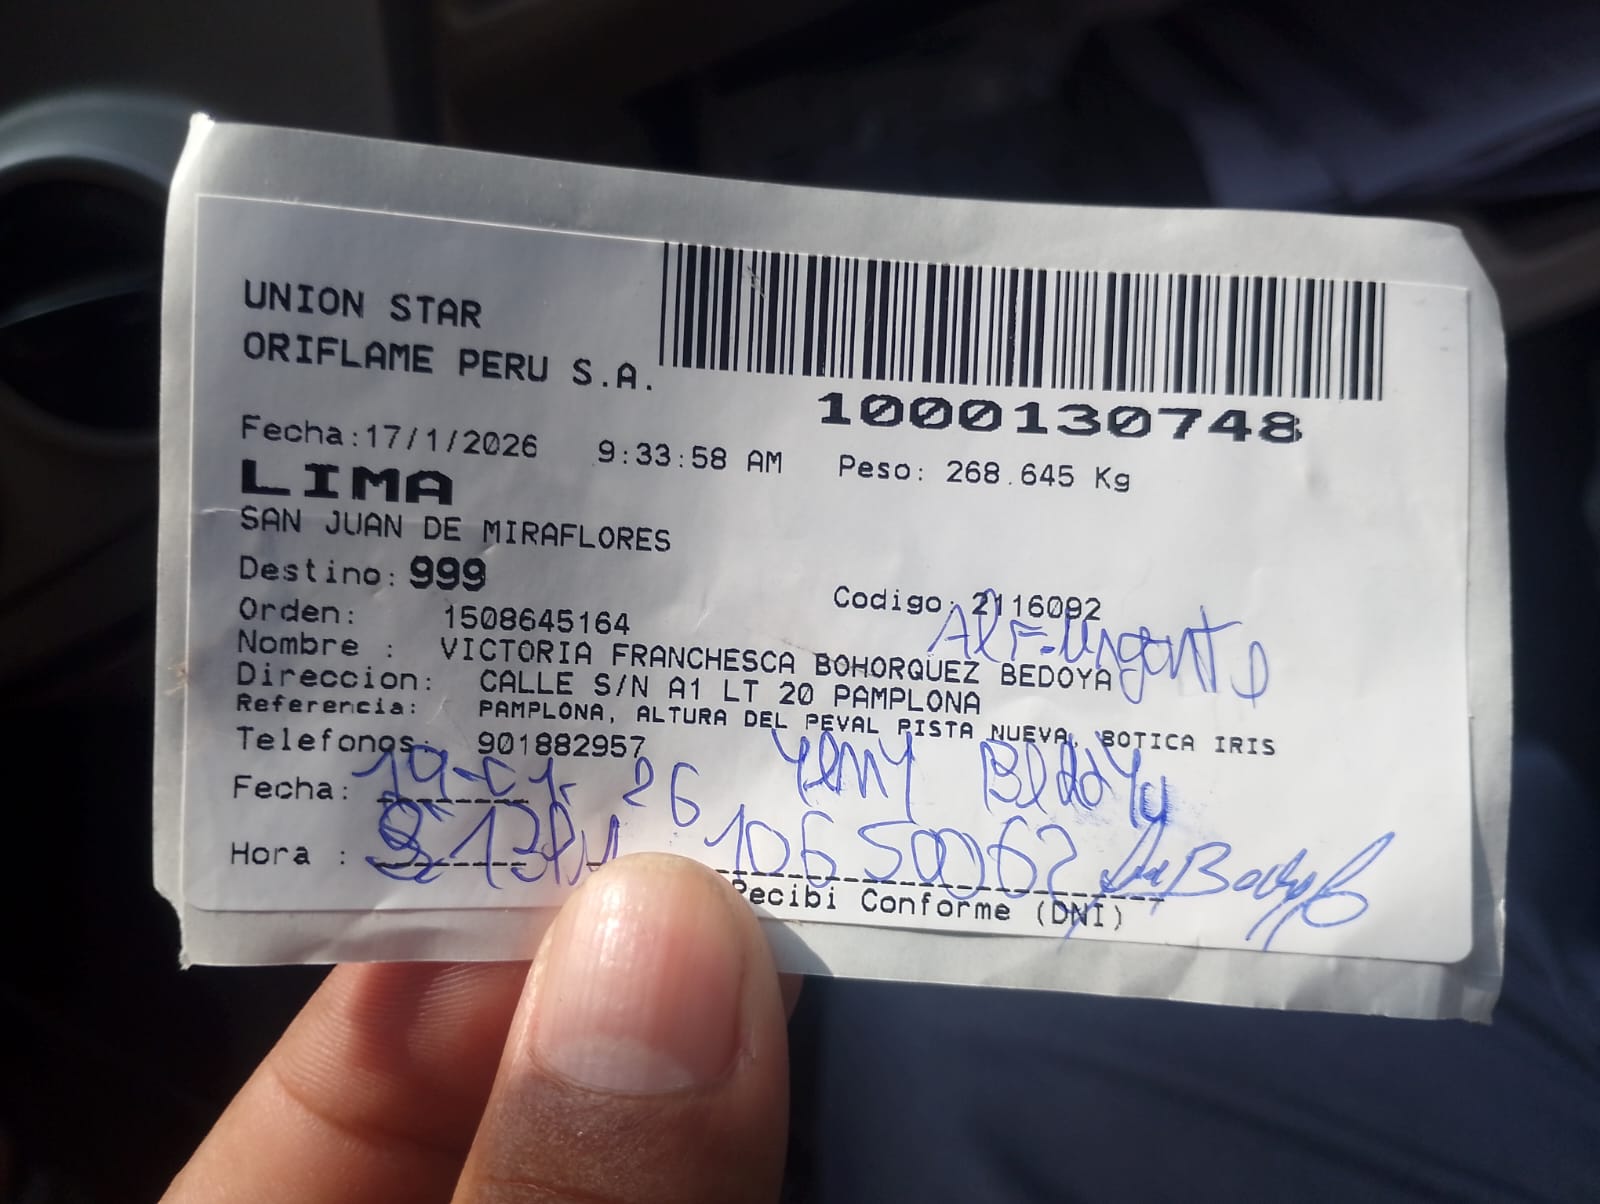 UNION STAR
ORIFLAME PERU S.A.
1000130748
Fecha:17/1/2026 9:33:58 AM Peso: 268.645 Kg
LIMA
SAN JUAN DE MIRAFLORES
Destino: 999
Codigo: 2116092
Orden: 1508645164
Nombre : VICTORIA FRANCHESCA BOHORQUEZ BEDOYA
Direccion: CALLE S/N A1 LT 20 PAMPLONA
Referencia: PAMPLONA, ALTURA DEL PEVAL PISTA NUEVA, BOTICA IRIS
Telefonos: 901882957
Yeny Bedoya
Fecha: 19-01-26
Hora :
10650062
Recibi Conforme (DNI)